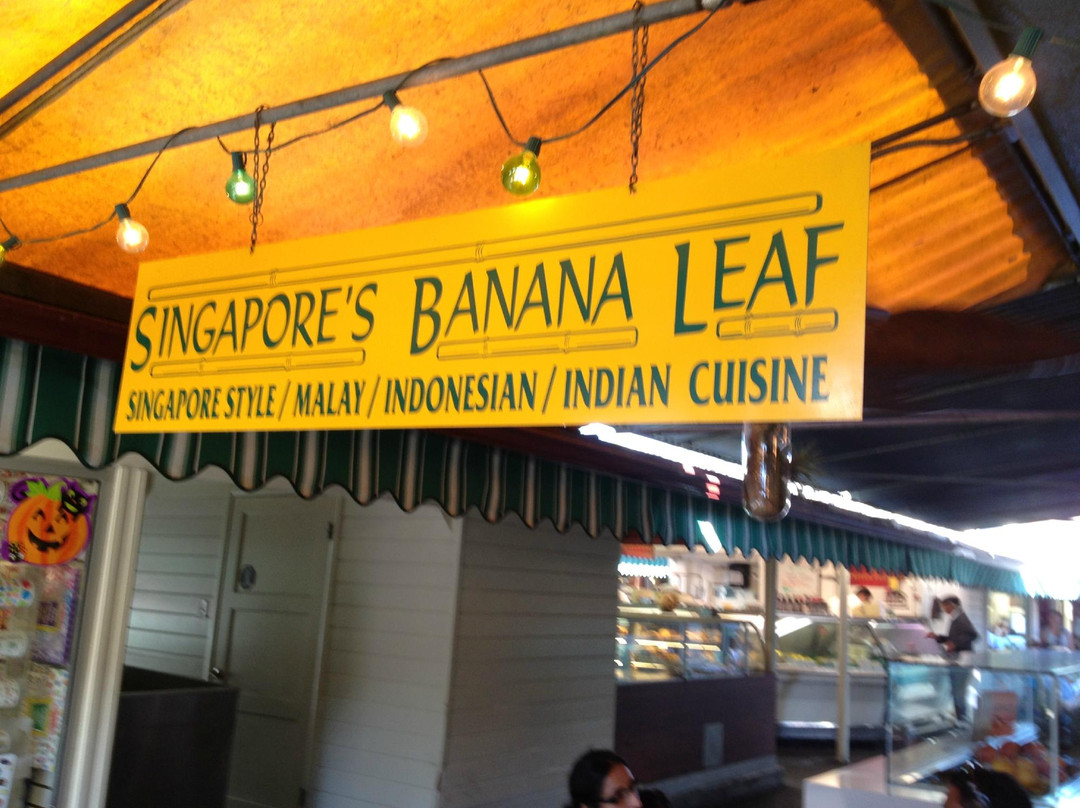 SINGAPORE'S BANANA LEAF
SINGAPORE STYLE / MALAY / INDONESIAN / INDIAN CUISINE